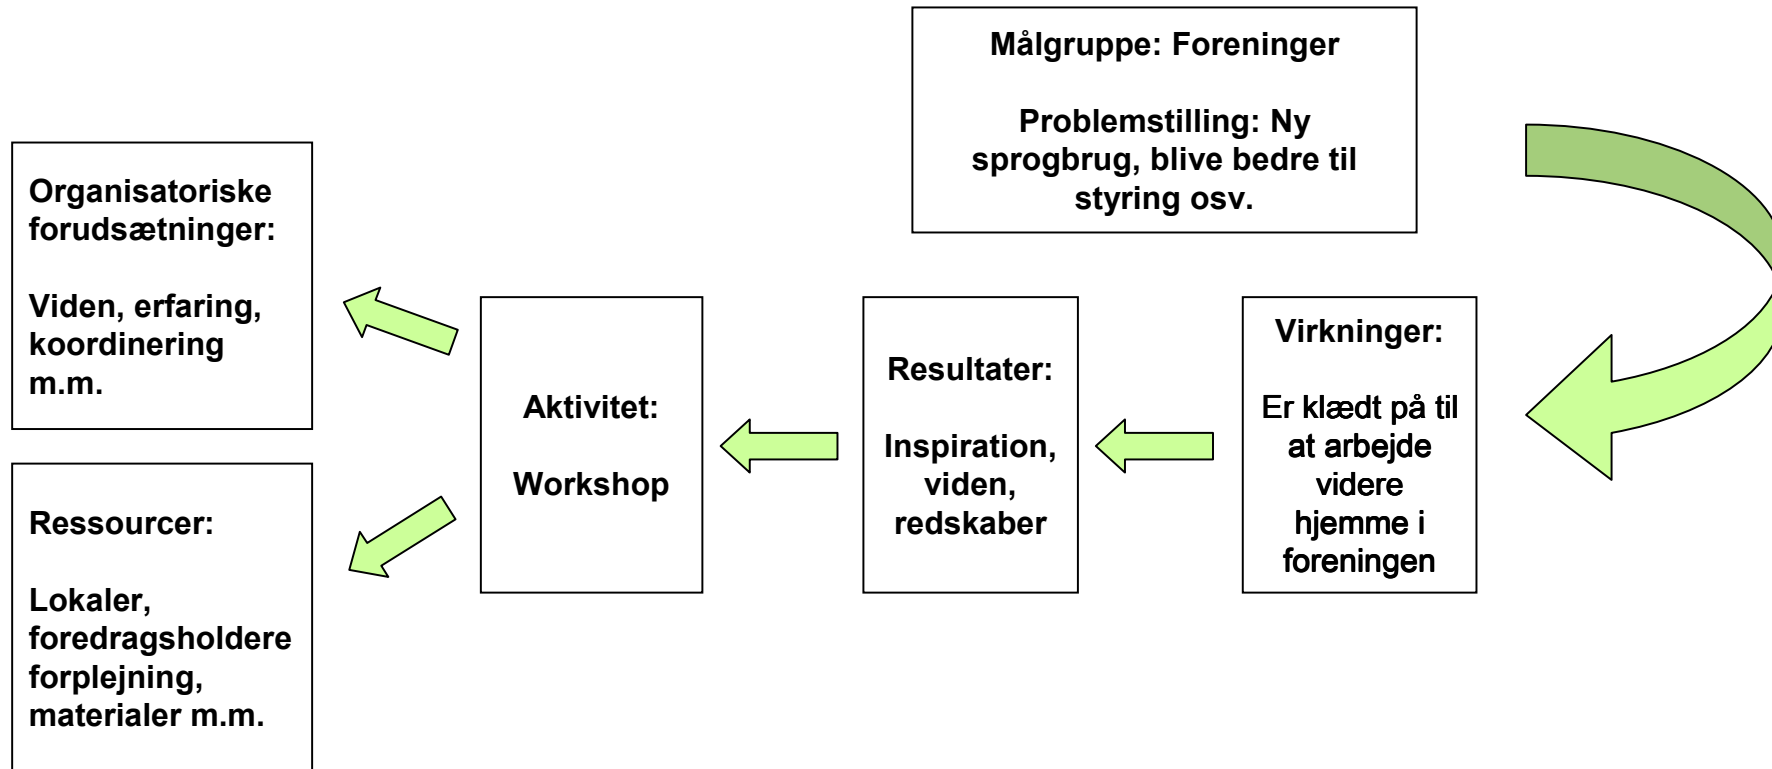 Målgruppe: Foreninger
Problemstilling: Ny
sprogbrug, blive bedre til
styring osv.
Organisatoriske
forudsætninger:
Viden, erfaring,
koordinering
m.m.
Ressourcer:
Lokaler,
foredragsholdere
forplejning,
materialer m.m.
Aktivitet:
Workshop
Resultater:
Inspiration,
viden,
redskaber
Virkninger:
Er klædt på til
at arbejde
videre
hjemme i
foreningen